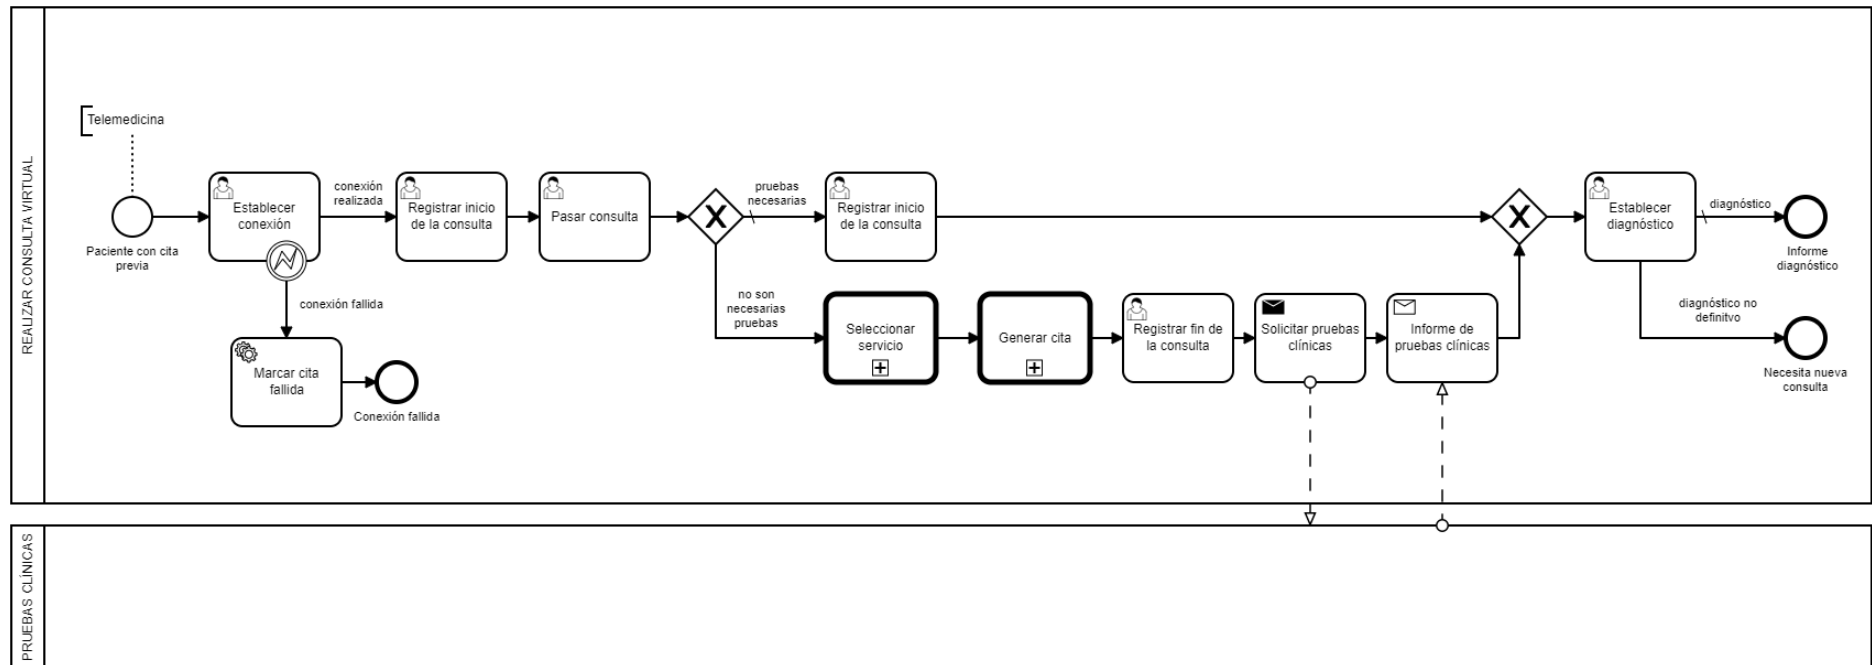 REALIZAR CONSULTA VIRTUAL
Telemedicina
Paciente con cita
previa
Establecer
conexión
conexión
realizada
Registrar inicio
de la consulta
Pasar consulta
pruebas
necesarias
Registrar inicio
de la consulta
Establecer
diagnóstico
diagnóstico
Informe
diagnóstico
conexión fallida
Marcar cita
fallida
Conexión fallida
no son
necesarias
pruebas
Seleccionar
servicio
Generar cita
Registrar fin de
la consulta
Solicitar pruebas
clínicas
Informe de
pruebas clínicas
diagnóstico no
definitvo
Necesita nueva
consulta
PRUEBAS CLÍNICAS